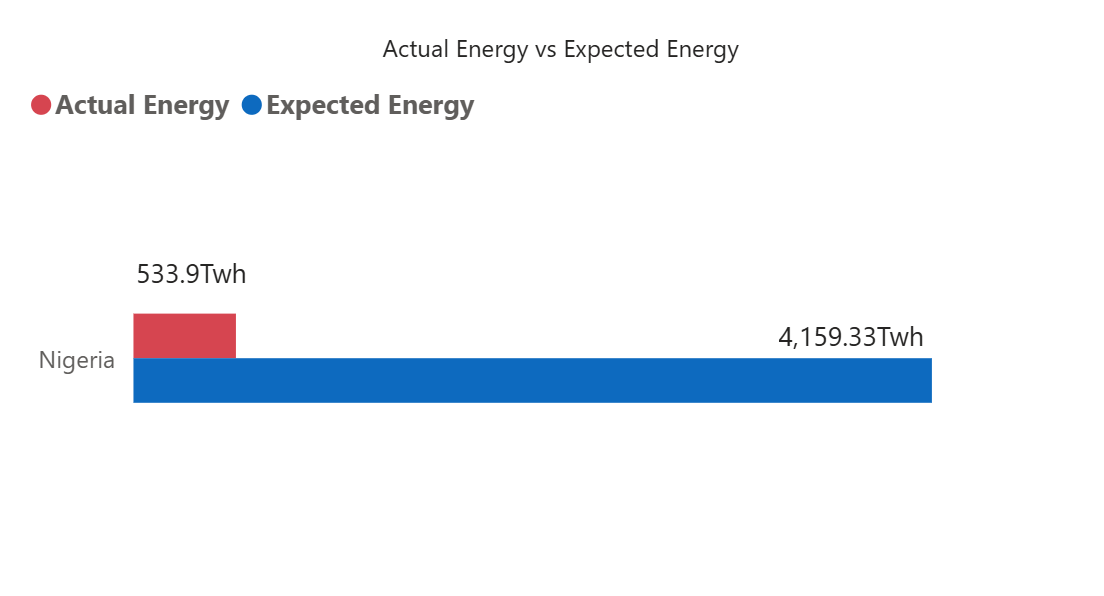 Actual Energy vs Expected Energy
Actual Energy Expected Energy
533.9Twh
4,159.33Twh
Nigeria